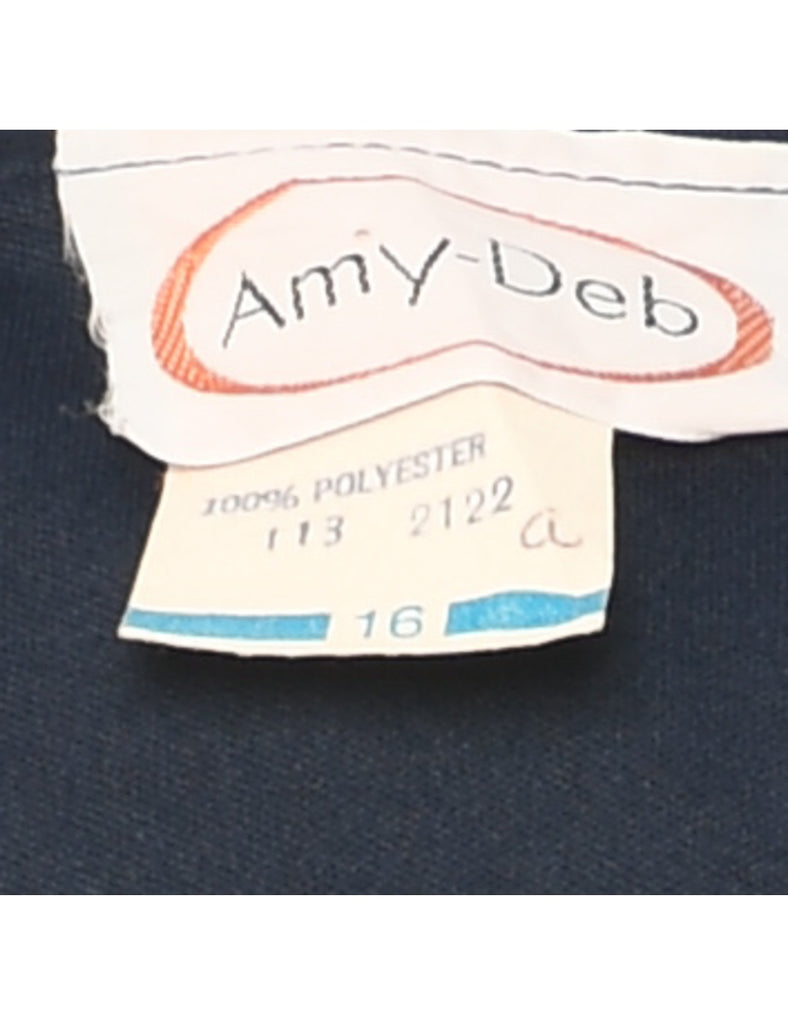 Amy-Deb
100% POLYESTER
113 2122 a
16